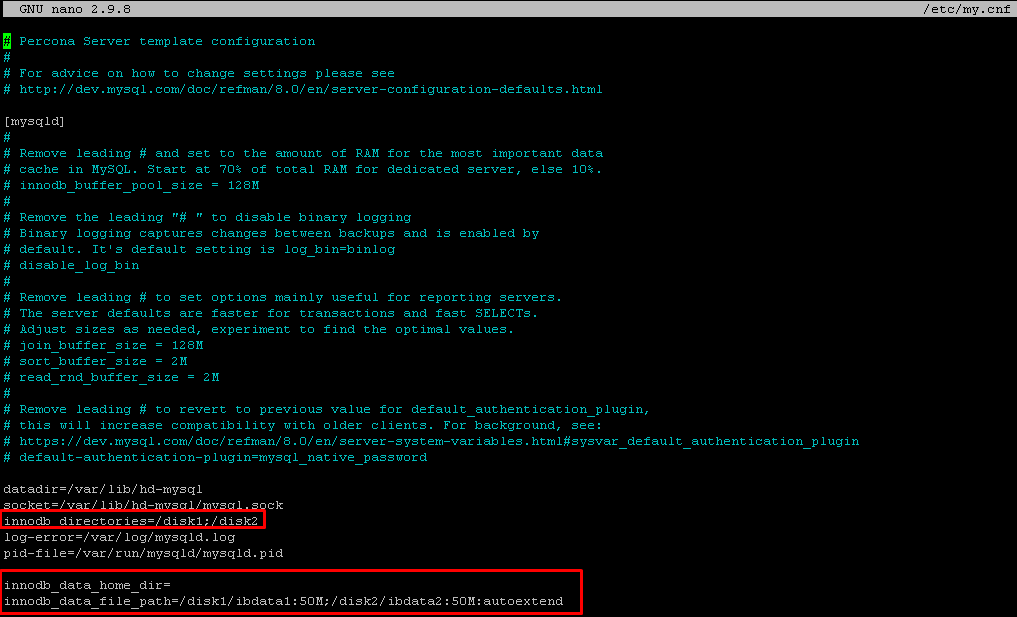 GNU nano 2.9.8 /etc/my.cnf
# Percona Server template configuration
#
# For advice on how to change settings please see
# http://dev.mysql.com/doc/refman/8.0/en/server-configuration-defaults.html
[mysqld]
#
# Remove leading # and set to the amount of RAM for the most important data
# cache in MySQL. Start at 70% of total RAM for dedicated server, else 10%.
# innodb_buffer_pool_size = 128M
#
# Remove the leading "# " to disable binary logging
# Binary logging captures changes between backups and is enabled by
# default. It's default setting is log_bin=binlog
# disable_log_bin
#
# Remove leading # to set options mainly useful for reporting servers.
# The server defaults are faster for transactions and fast SELECTs.
# Adjust sizes as needed, experiment to find the optimal values.
# join_buffer_size = 128M
# sort_buffer_size = 2M
# read_rnd_buffer_size = 2M
#
# Remove leading # to revert to previous value for default_authentication_plugin,
# this will increase compatibility with older clients. For background, see:
# https://dev.mysql.com/doc/refman/8.0/en/server-system-variables.html#sysvar_default_authentication_plugin
# default-authentication-plugin=mysql_native_password
datadir=/var/lib/hd-mysql
socket=/var/lib/hd-mysql/mysql.sock
innodb_directories=/disk1;/disk2
log-error=/var/log/mysqld.log
pid-file=/var/run/mysqld/mysqld.pid
innodb_data_home_dir=
innodb_data_file_path=/disk1/ibdata1:50M;/disk2/ibdata2:50M:autoextend